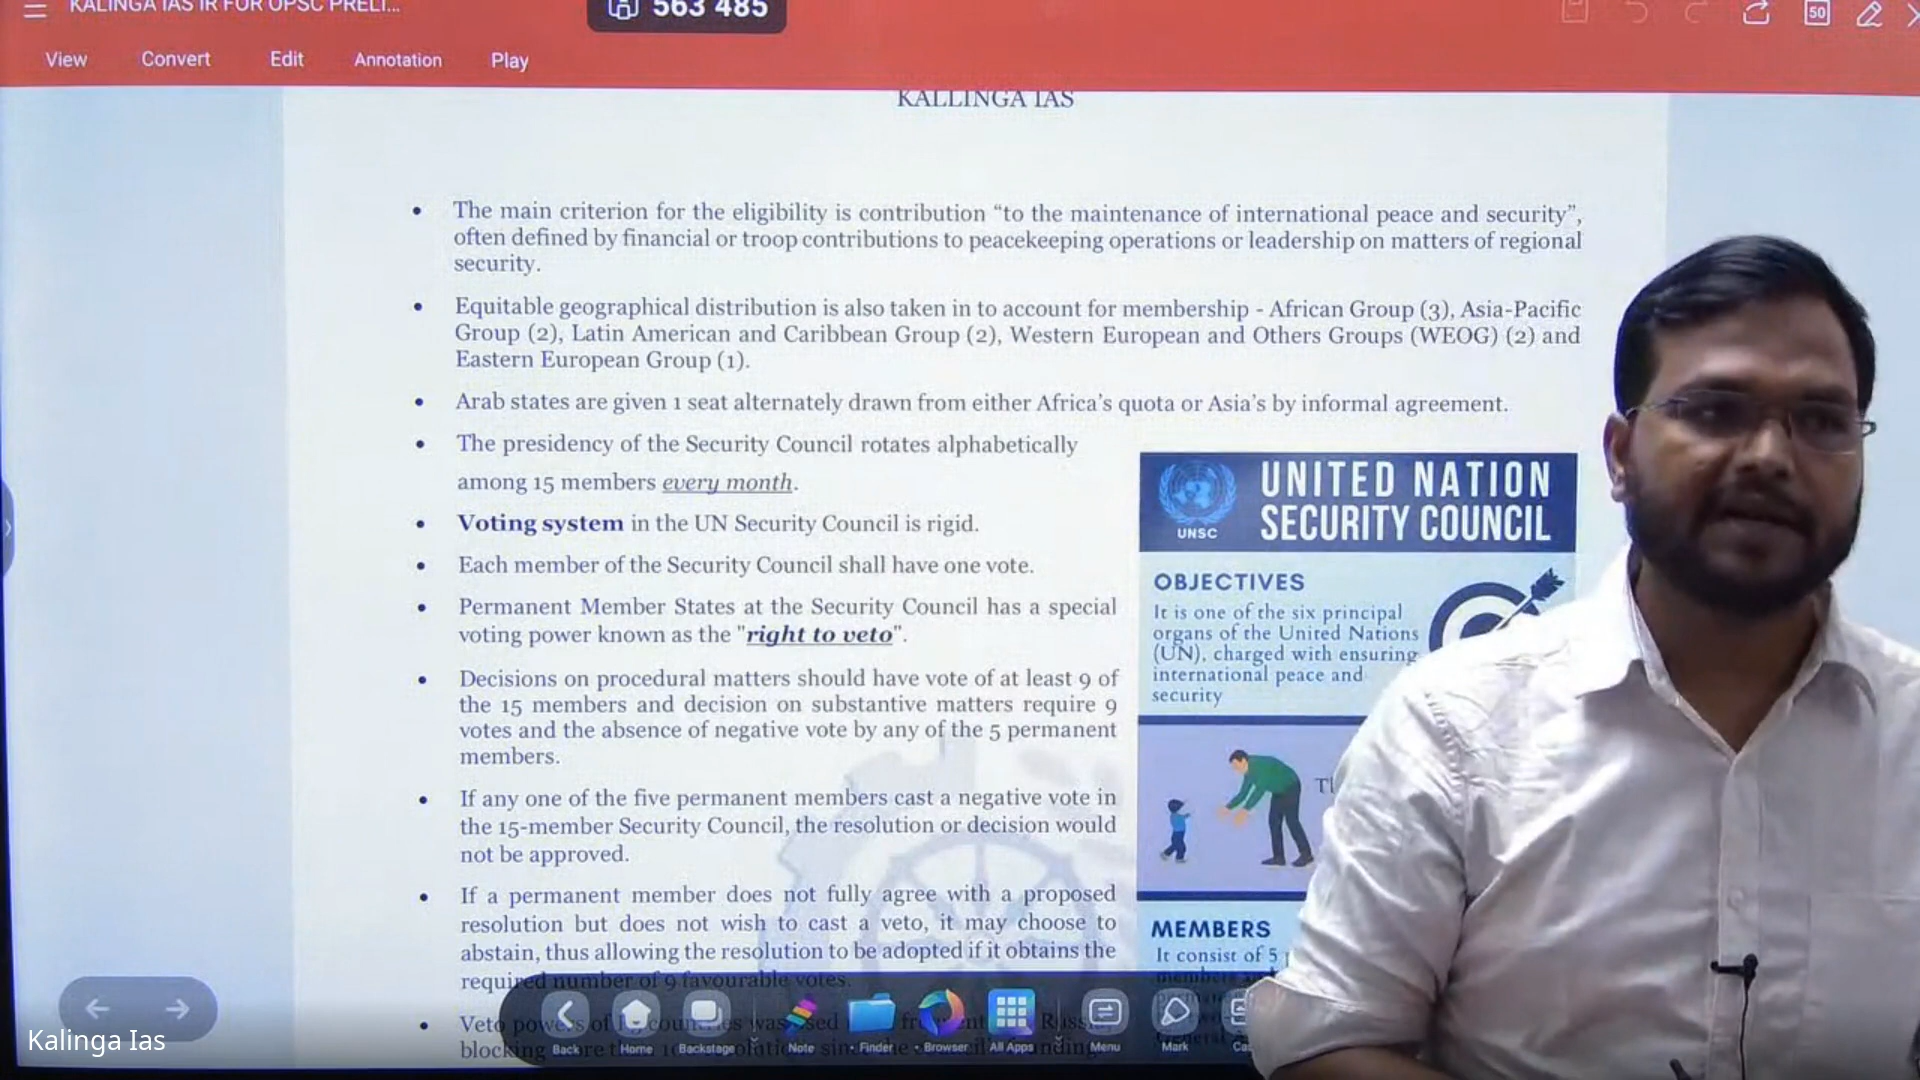 KALINGA IAS IR FOR OPSC PRELI...
563 485
50
View Convert Edit Annotation Play
KALLINGA IAS
• The main criterion for the eligibility is contribution “to the maintenance of international peace and security”,
often defined by financial or troop contributions to peacekeeping operations or leadership on matters of regional
security.
• Equitable geographical distribution is also taken in to account for membership - African Group (3), Asia-Pacific
Group (2), Latin American and Caribbean Group (2), Western European and Others Groups (WEOG) (2) and
Eastern European Group (1).
• Arab states are given 1 seat alternately drawn from either Africa’s quota or Asia’s by informal agreement.
• The presidency of the Security Council rotates alphabetically
among 15 members every month.
• Voting system in the UN Security Council is rigid.
• Each member of the Security Council shall have one vote.
• Permanent Member States at the Security Council has a special
voting power known as the "right to veto".
• Decisions on procedural matters should have vote of at least 9 of
the 15 members and decision on substantive matters require 9
votes and the absence of negative vote by any of the 5 permanent
members.
• If any one of the five permanent members cast a negative vote in
the 15-member Security Council, the resolution or decision would
not be approved.
• If a permanent member does not fully agree with a proposed
resolution but does not wish to cast a veto, it may choose to
abstain, thus allowing the resolution to be adopted if it obtains the
required number of 9 favourable votes.
• Veto powers of
blocking
UNSC
UNITED NATION
SECURITY COUNCIL
OBJECTIVES
It is one of the six principal
organs of the United Nations
(UN), charged with ensuring
international peace and
security
MEMBERS
It consist of 5
Back Home Backstage Note Finder Browser All Apps Menu Mark
Kalinga Ias